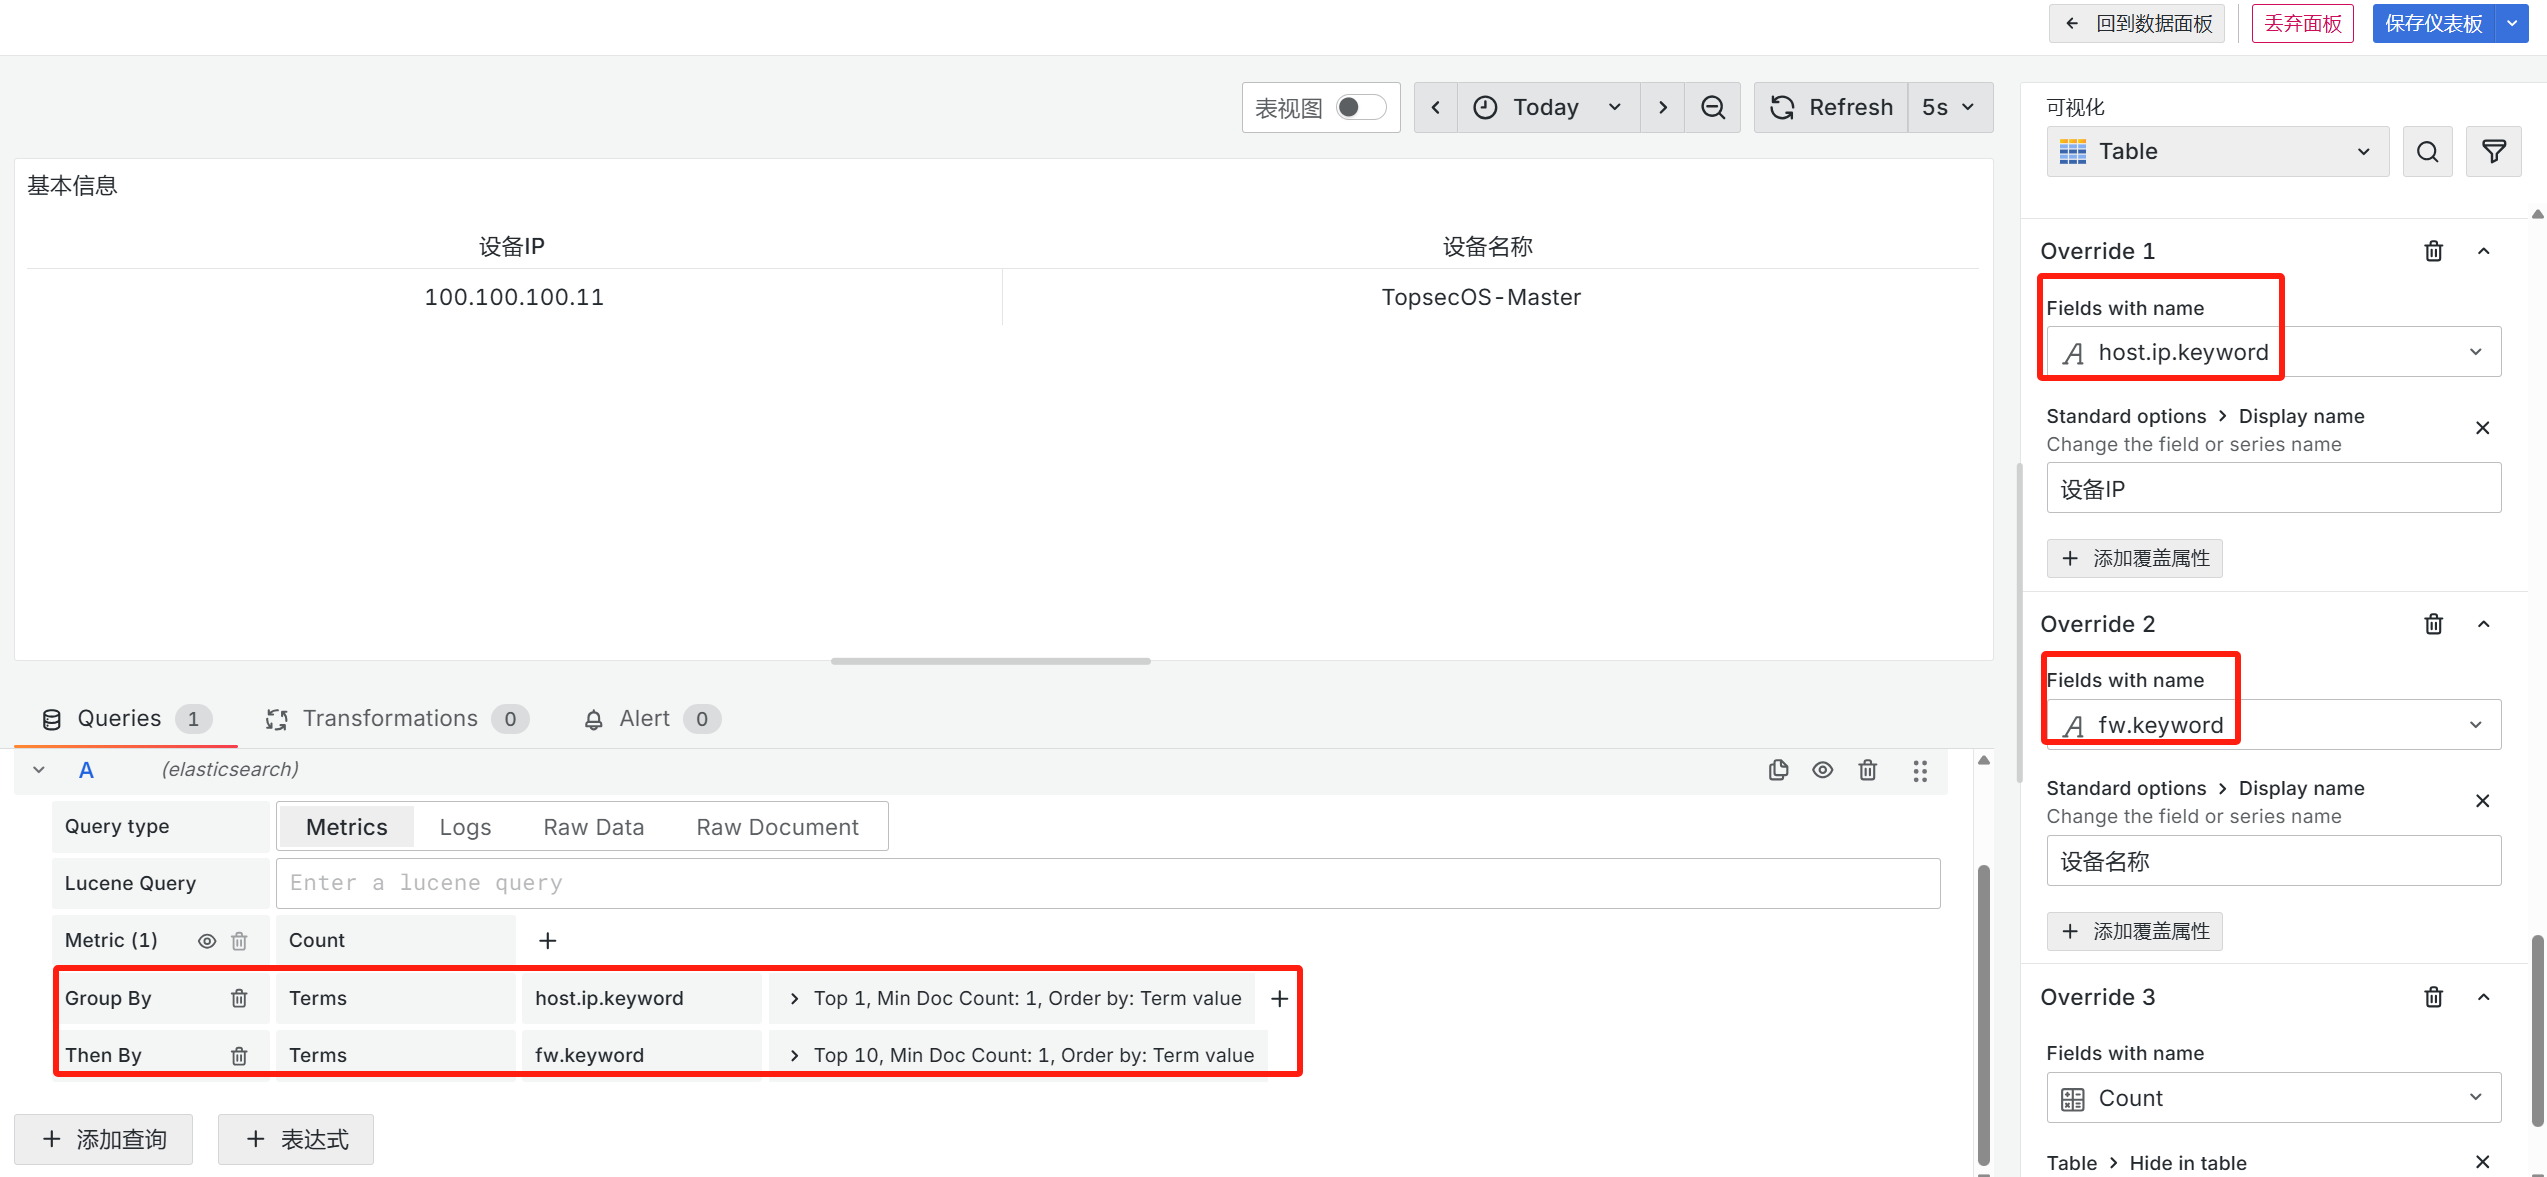 回到数据面板
丢弃面板
保存仪表板
表视图
Today
Refresh
5s
可视化
Table
基本信息
设备IP
设备名称
100.100.100.11
TopsecOS-Master
Override 1
Fields with name
host.ip.keyword
Standard options > Display name
Change the field or series name
设备IP
+ 添加覆盖属性
Override 2
Fields with name
fw.keyword
Standard options > Display name
Change the field or series name
设备名称
+ 添加覆盖属性
Override 3
Fields with name
Count
Table > Hide in table
Queries 1
Transformations 0
Alert 0
A (elasticsearch)
Query type
Metrics
Logs
Raw Data
Raw Document
Lucene Query
Enter a lucene query
Metric (1)
Count
Group By
Terms
host.ip.keyword
> Top 1, Min Doc Count: 1, Order by: Term value
Then By
Terms
fw.keyword
> Top 10, Min Doc Count: 1, Order by: Term value
+ 添加查询
+ 表达式